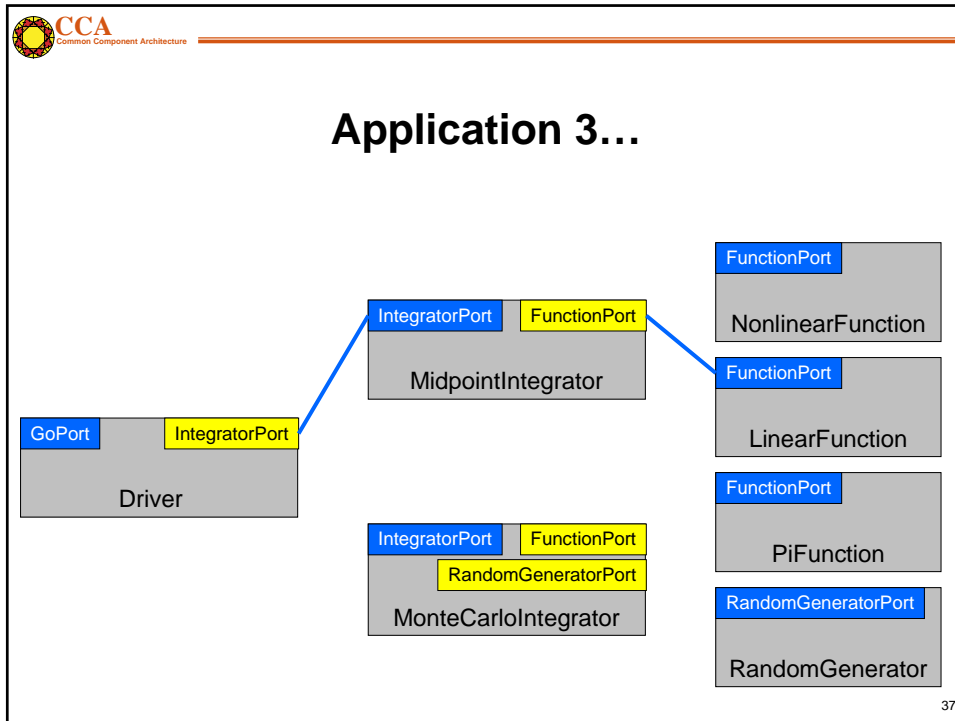 CCA
Common Component Architecture
Application 3…
FunctionPort
NonlinearFunction
IntegratorPort FunctionPort
MidpointIntegrator
FunctionPort
LinearFunction
GoPort IntegratorPort
Driver
FunctionPort
PiFunction
IntegratorPort FunctionPort
RandomGeneratorPort
MonteCarloIntegrator
RandomGeneratorPort
RandomGenerator
37